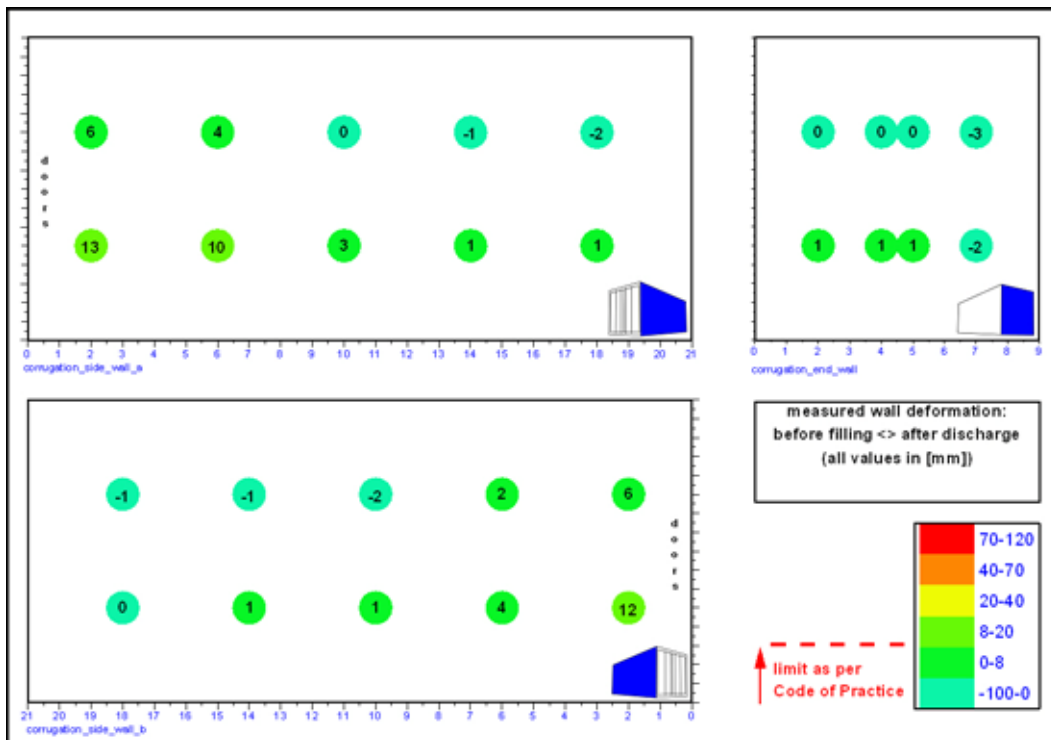 6 4 0 -1 -2
doors
13 10 3 1 1
0 1 2 3 4 5 6 7 8 9 10 11 12 13 14 15 16 17 18 19 20 21
corrugation_side_wall_a
0 0 0 -3
1 1 1 -2
0 1 2 3 4 5 6 7 8 9
corrugation_end_wall
-1 -1 -2 2 6
doors
0 1 1 4 12
21 20 19 18 17 16 15 14 13 12 11 10 9 8 7 6 5 4 3 2 1 0
corrugation_side_wall_b
measured wall deformation:
before filling <> after discharge
(all values in [mm])
70-120
40-70
20-40
8-20
0-8
-100-0
limit as per
Code of Practice